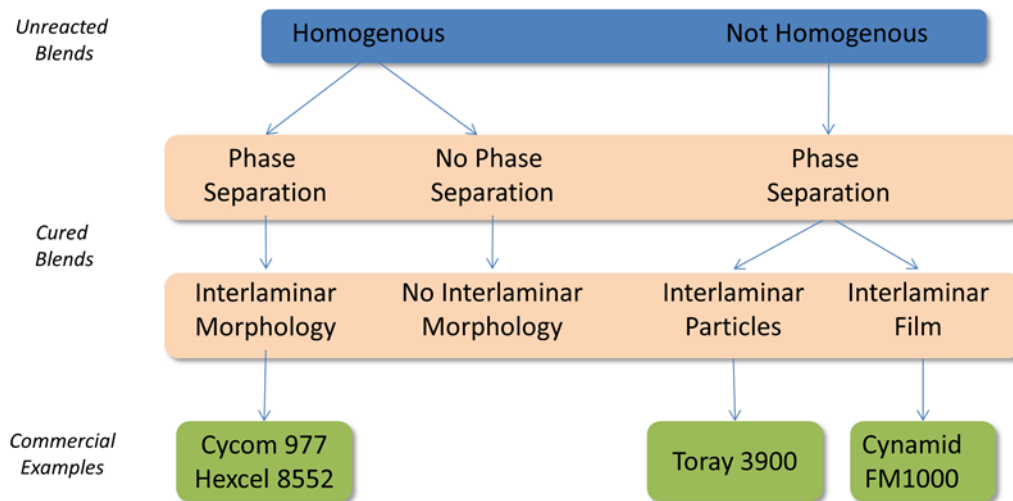 Unreacted
Blends
Homogenous
Not Homogenous
Phase
Separation
No Phase
Separation
Phase
Separation
Cured
Blends
Interlaminar
Morphology
No Interlaminar
Morphology
Interlaminar
Particles
Interlaminar
Film
Commercial
Examples
Cycom 977
Hexcel 8552
Toray 3900
Cynamid
FM1000